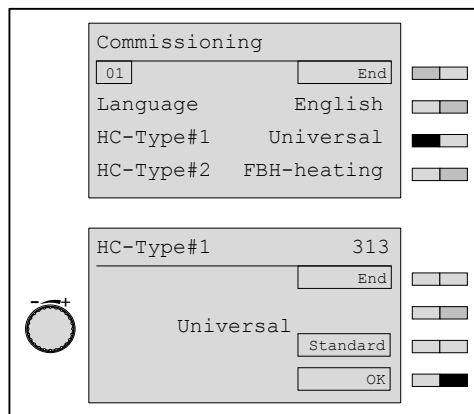 Commissioning
01 End
Language English
HC-Type#1 Universal
HC-Type#2 FBH-heating
HC-Type#1 313
End
- +
Universal
Standard
OK